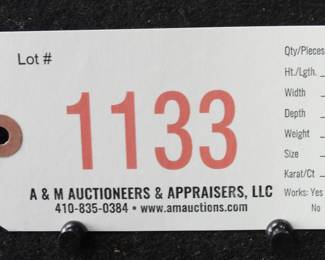 Lot #
1133
A & M AUCTIONEERS & APPRAISERS, LLC
410-835-0384 • www.amauctions.com
Qty/Pieces
Ht./Lgth.
Width
Depth
Weight
Size
Karat/Ct
Works: Yes
No